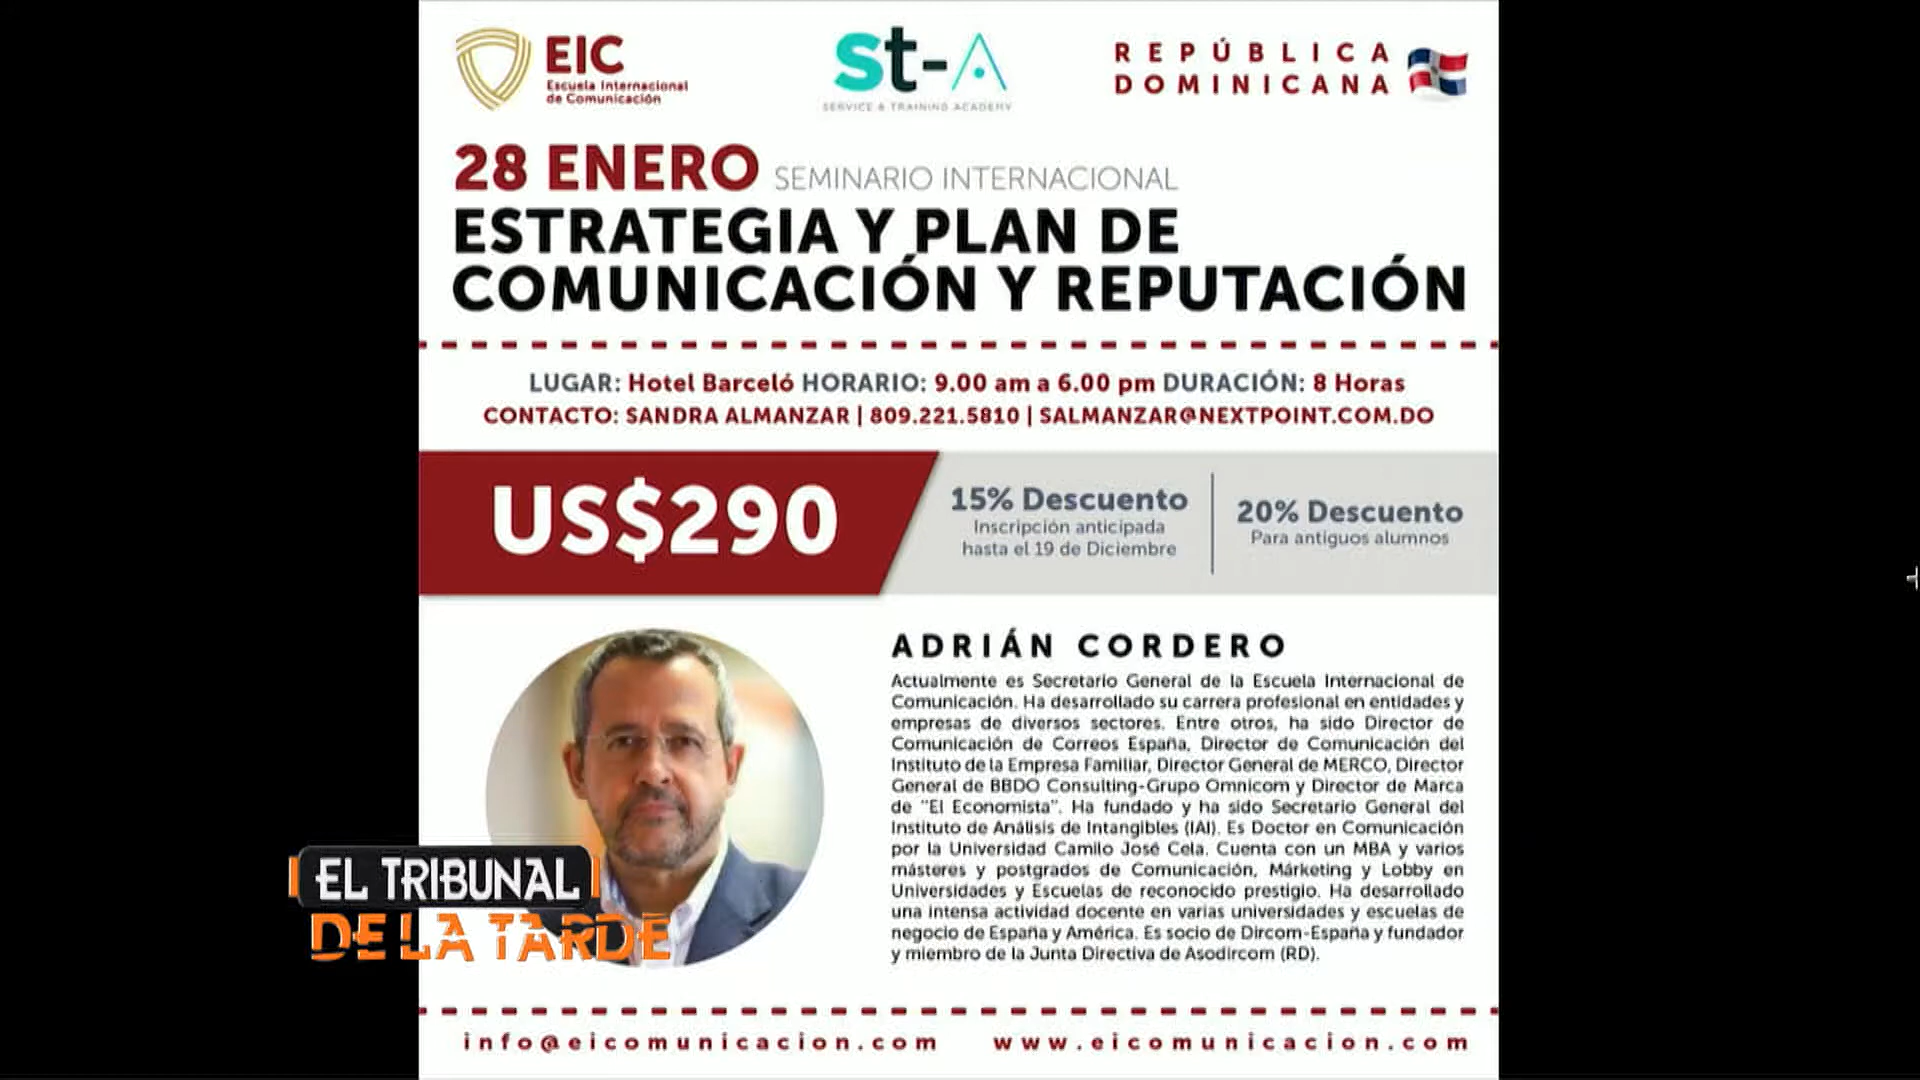 EIC
Escuela Internacional
de Comunicación
St-A
SERVICE & TRAINING ACADEMY
REPÚBLICA
DOMINICANA
28 ENERO SEMINARIO INTERNACIONAL
ESTRATEGIA Y PLAN DE
COMUNICACIÓN Y REPUTACIÓN
LUGAR: Hotel Barceló HORARIO: 9.00 am a 6.00 pm DURACIÓN: 8 Horas
CONTACTO: SANDRA ALMANZAR | 809.221.5810 | SALMANZAR@NEXTPOINT.COM.DO
US$290
15% Descuento
Inscripción anticipada
hasta el 19 de Diciembre
20% Descuento
Para antiguos alumnos
ADRIÁN CORDERO
Actualmente es Secretario General de la Escuela Internacional de
Comunicación. Ha desarrollado su carrera profesional en entidades y
empresas de diversos sectores. Entre otros, ha sido Director de
Comunicación de Correos España, Director de Comunicación del
Instituto de la Empresa Familiar, Director General de MERCO, Director
General de BBDO Consulting-Grupo Omnicom y Director de Marca
de "El Economista". Ha fundado y ha sido Secretario General del
Instituto de Análisis de Intangibles (IAI). Es Doctor en Comunicación
por la Universidad Camilo José Cela. Cuenta con un MBA y varios
másteres y postgrados de Comunicación, Márketing y Lobby en
Universidades y Escuelas de reconocido prestigio. Ha desarrollado
una intensa actividad docente en varias universidades y escuelas de
negocio de España y América. Es socio de Dircom-España y fundador
y miembro de la Junta Directiva de Asodircom (RD).
EL TRIBUNAL
DE LA TARDE
info@eicomunicacion.com www.eicomunicacion.com